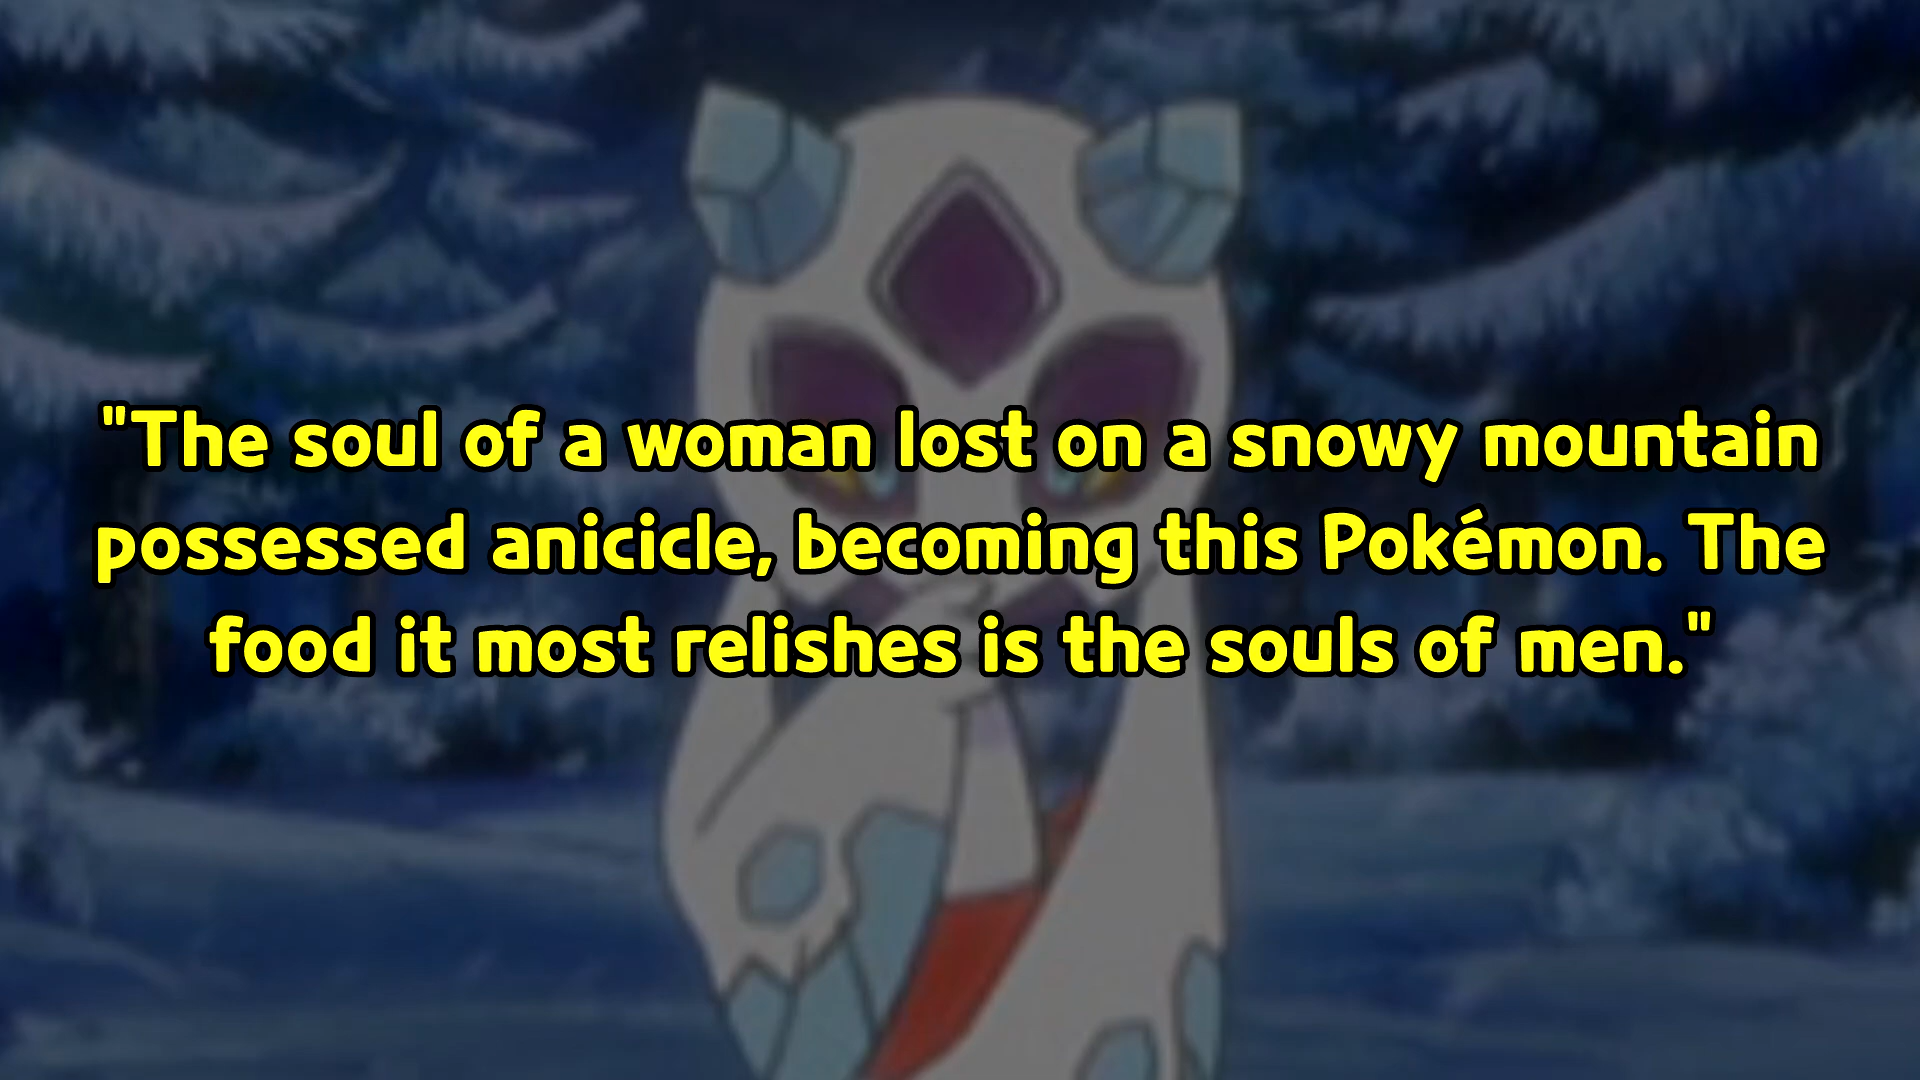 "The soul of a woman lost on a snowy mountain
possessed anicicle, becoming this Pokémon. The
food it most relishes is the souls of men."